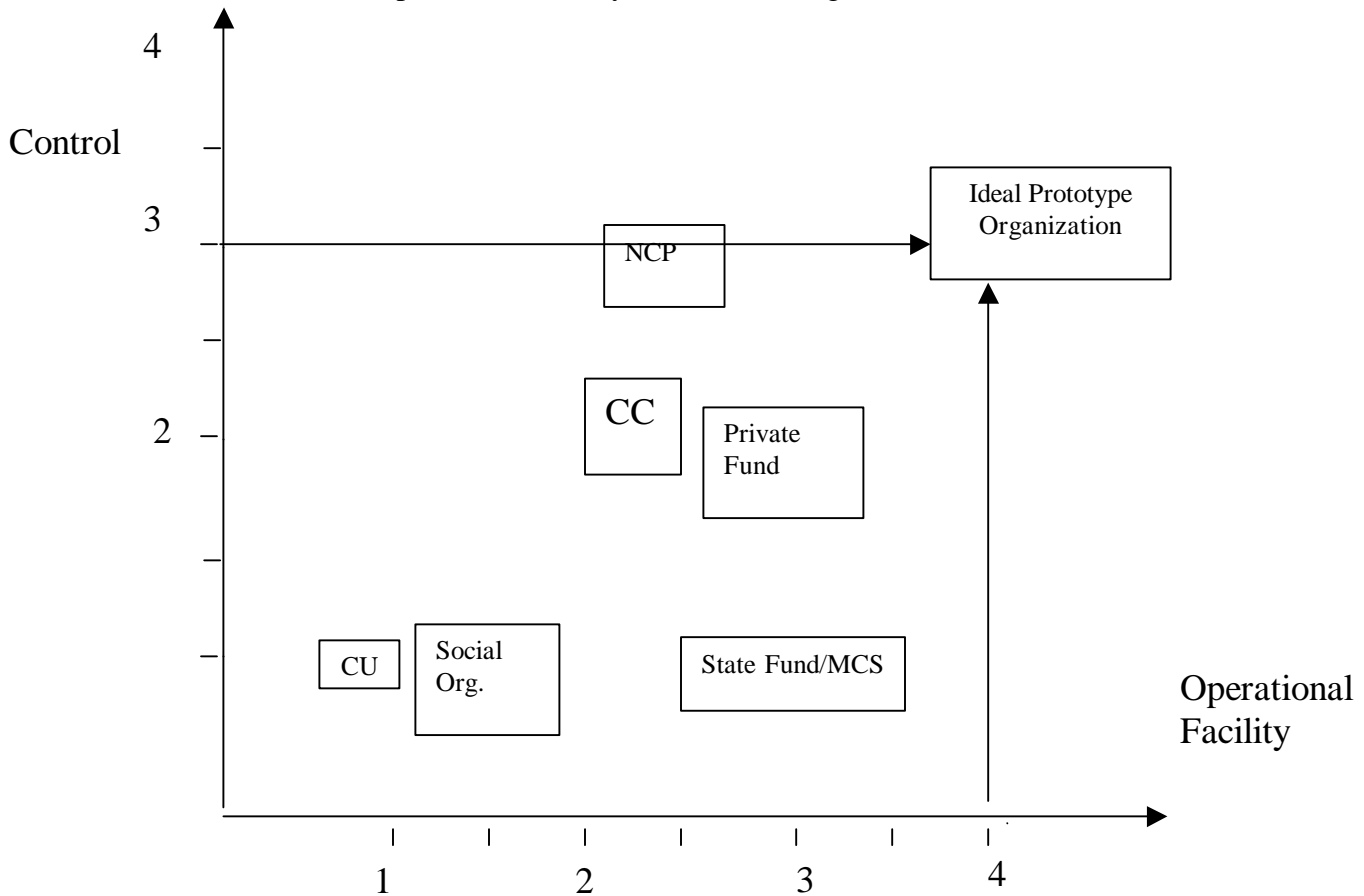 4
Control
3
Ideal Prototype
Organization
NCP
2
CC
Private
Fund
CU
Social
Org.
State Fund/MCS
Operational
Facility
1
2
3
4